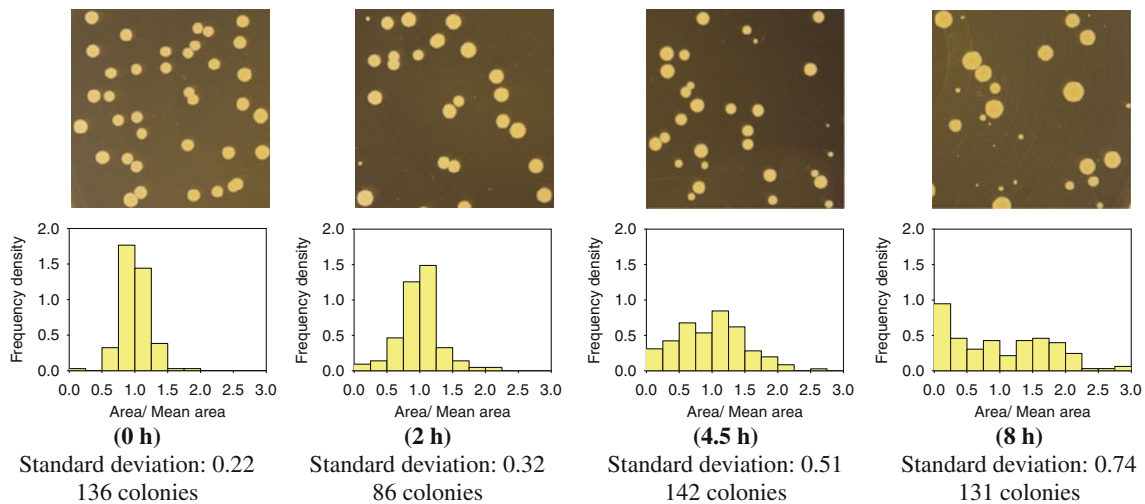 2.0 2.0 2.0 2.0
1.5 1.5 1.5 1.5
Frequency density Frequency density Frequency density Frequency density
1.0 1.0 1.0 1.0
0.5 0.5 0.5 0.5
0.0 0.0 0.0 0.0
0.0 0.5 1.0 1.5 2.0 2.5 3.0 0.0 0.5 1.0 1.5 2.0 2.5 3.0 0.0 0.5 1.0 1.5 2.0 2.5 3.0 0.0 0.5 1.0 1.5 2.0 2.5 3.0
Area/ Mean area Area/ Mean area Area/ Mean area Area/ Mean area
(0 h) (2 h) (4.5 h) (8 h)
Standard deviation: 0.22 Standard deviation: 0.32 Standard deviation: 0.51 Standard deviation: 0.74
136 colonies 86 colonies 142 colonies 131 colonies